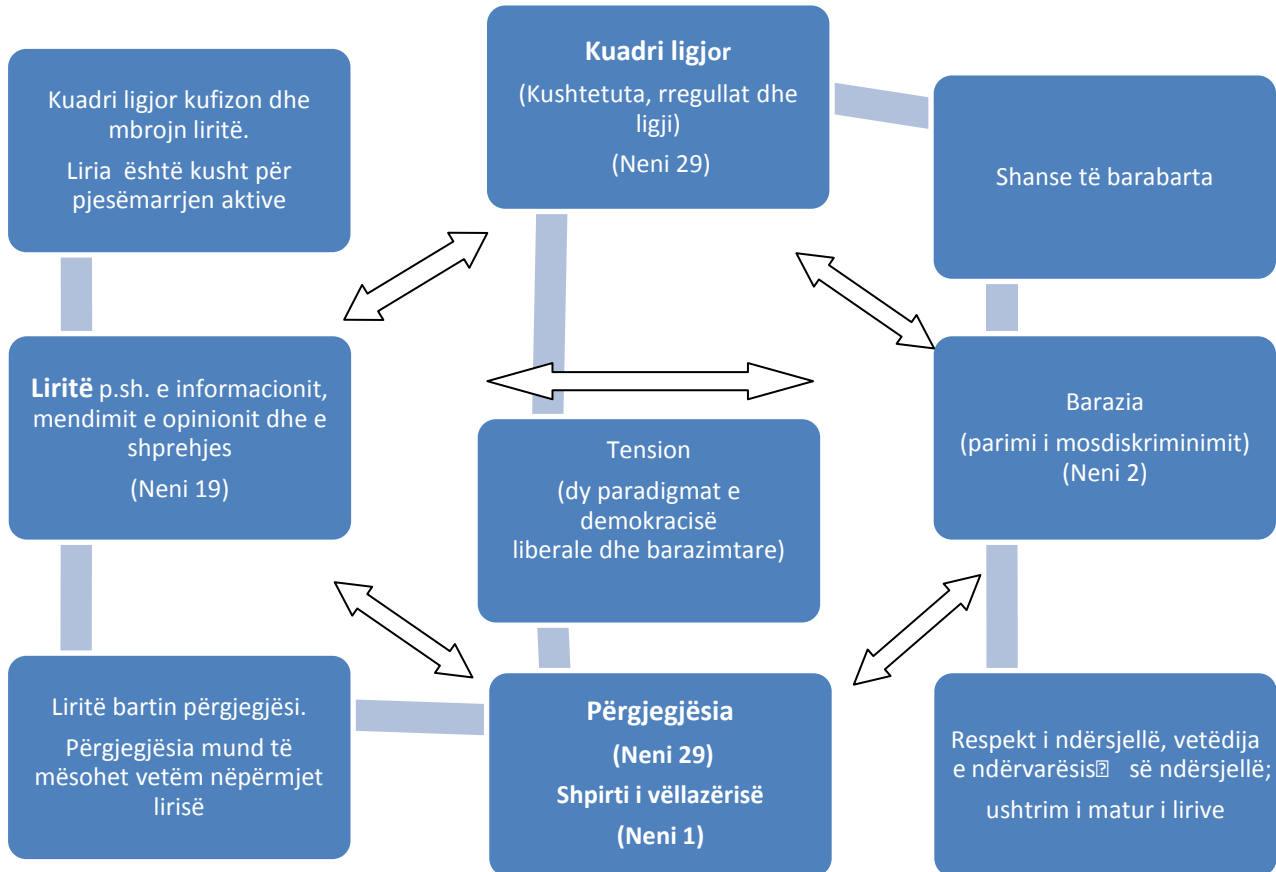 Kuadri ligjor kufizon dhe
mbrojn liritë.
Liria është kusht për
pjesëmarrjen aktive
Kuadri ligjor
(Kushtetuta, rregullat dhe
ligji)
(Neni 29)
Shanse të barabarta
Liritë p.sh. e informacionit,
mendimit e opinionit dhe e
shprehjes
(Neni 19)
Tension
(dy paradigmat e
demokracisë
liberale dhe barazimtare)
Barazia
(parimi i mosdiskriminimit)
(Neni 2)
Liritë bartin përgjegjësi.
Përgjegjësia mund të
mësohet vetëm nëpërmjet
lirisë
Përgjegjësia
(Neni 29)
Shpirti i vëllazërisë
(Neni 1)
Respekt i ndërsjellë, vetëdija
e ndërvarësis së ndërsjellë;
ushtrim i matur i lirive